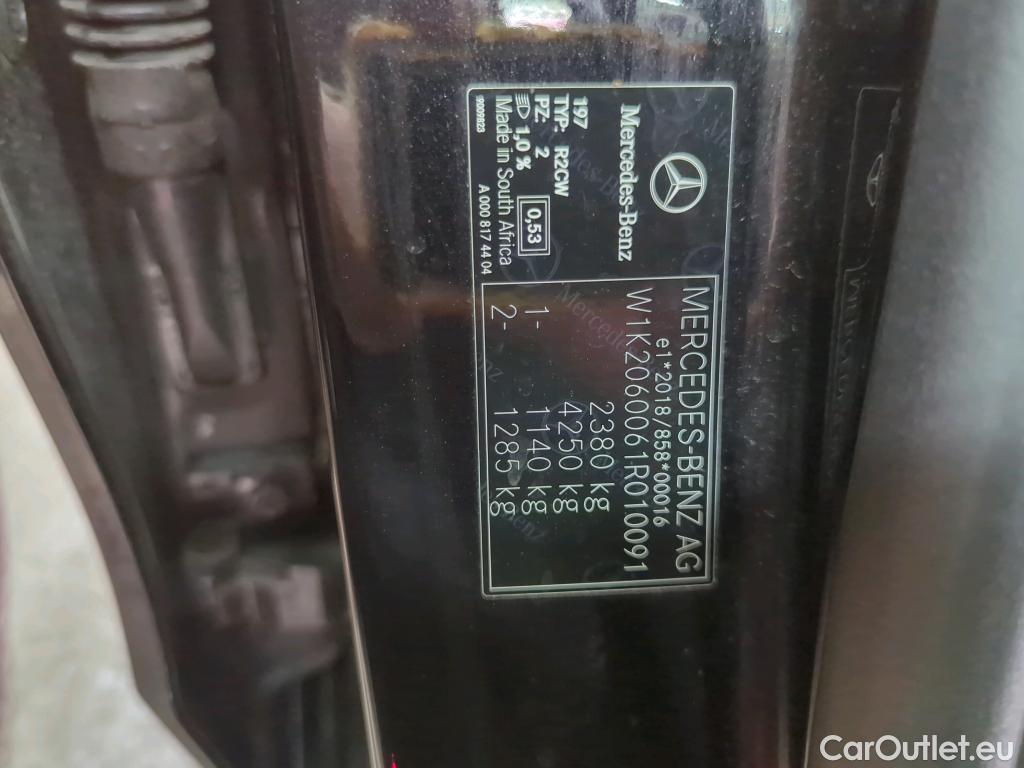 Mercedes-Benz
197
TYP: R2CW
PZ: 2 0,53
1,0 %
Made in South Africa
1909R03 A 000 817 44 04
MERCEDES-BENZ AG
e1*2018/858*00016
W1K2060061R010091
2380 kg
4250 kg
1- 1140 kg
2- 1285 kg
CarOutlet.eu